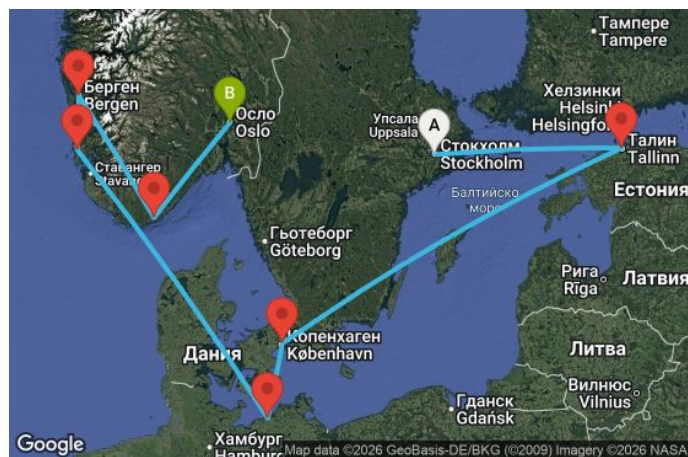 Тампере
Tampere
Берген
Bergen
B
Осло
Oslo
Упсала
Uppsala
A
Стокхолм
Stockholm
Хелзинки
Helsinki
Helsingfo
Талин
Tallinn
Ставангер
Stavan
Балтийско
море
ЕСТОНИЯ
Гьотеборг
Göteborg
Рига
Rīga
ЛАТВИЯ
Копенхаген
København
Дания
Литва
Вилнюс
Vilnius
Гданск
Gdańsk
Хамбург
Hamburg
Google
Map data ©2026 GeoBasis-DE/BKG (©2009) Imagery ©2026 NASA